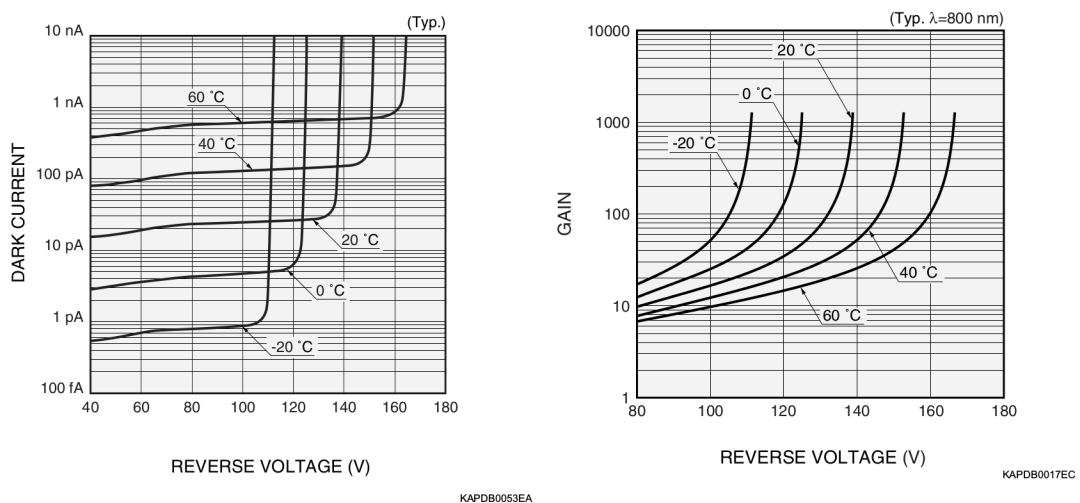 (Typ.)
10 nA
1 nA
100 pA
10 pA
1 pA
100 fA
DARK CURRENT
60 ˚C
40 ˚C
20 ˚C
0 ˚C
-20 ˚C
40 60 80 100 120 140 160 180
REVERSE VOLTAGE (V)
KAPDB0053EA
(Typ. λ=800 nm)
10000
1000
100
10
1
GAIN
20 ˚C
0 ˚C
-20 ˚C
40 ˚C
60 ˚C
80 100 120 140 160 180
REVERSE VOLTAGE (V)
KAPDB0017EC